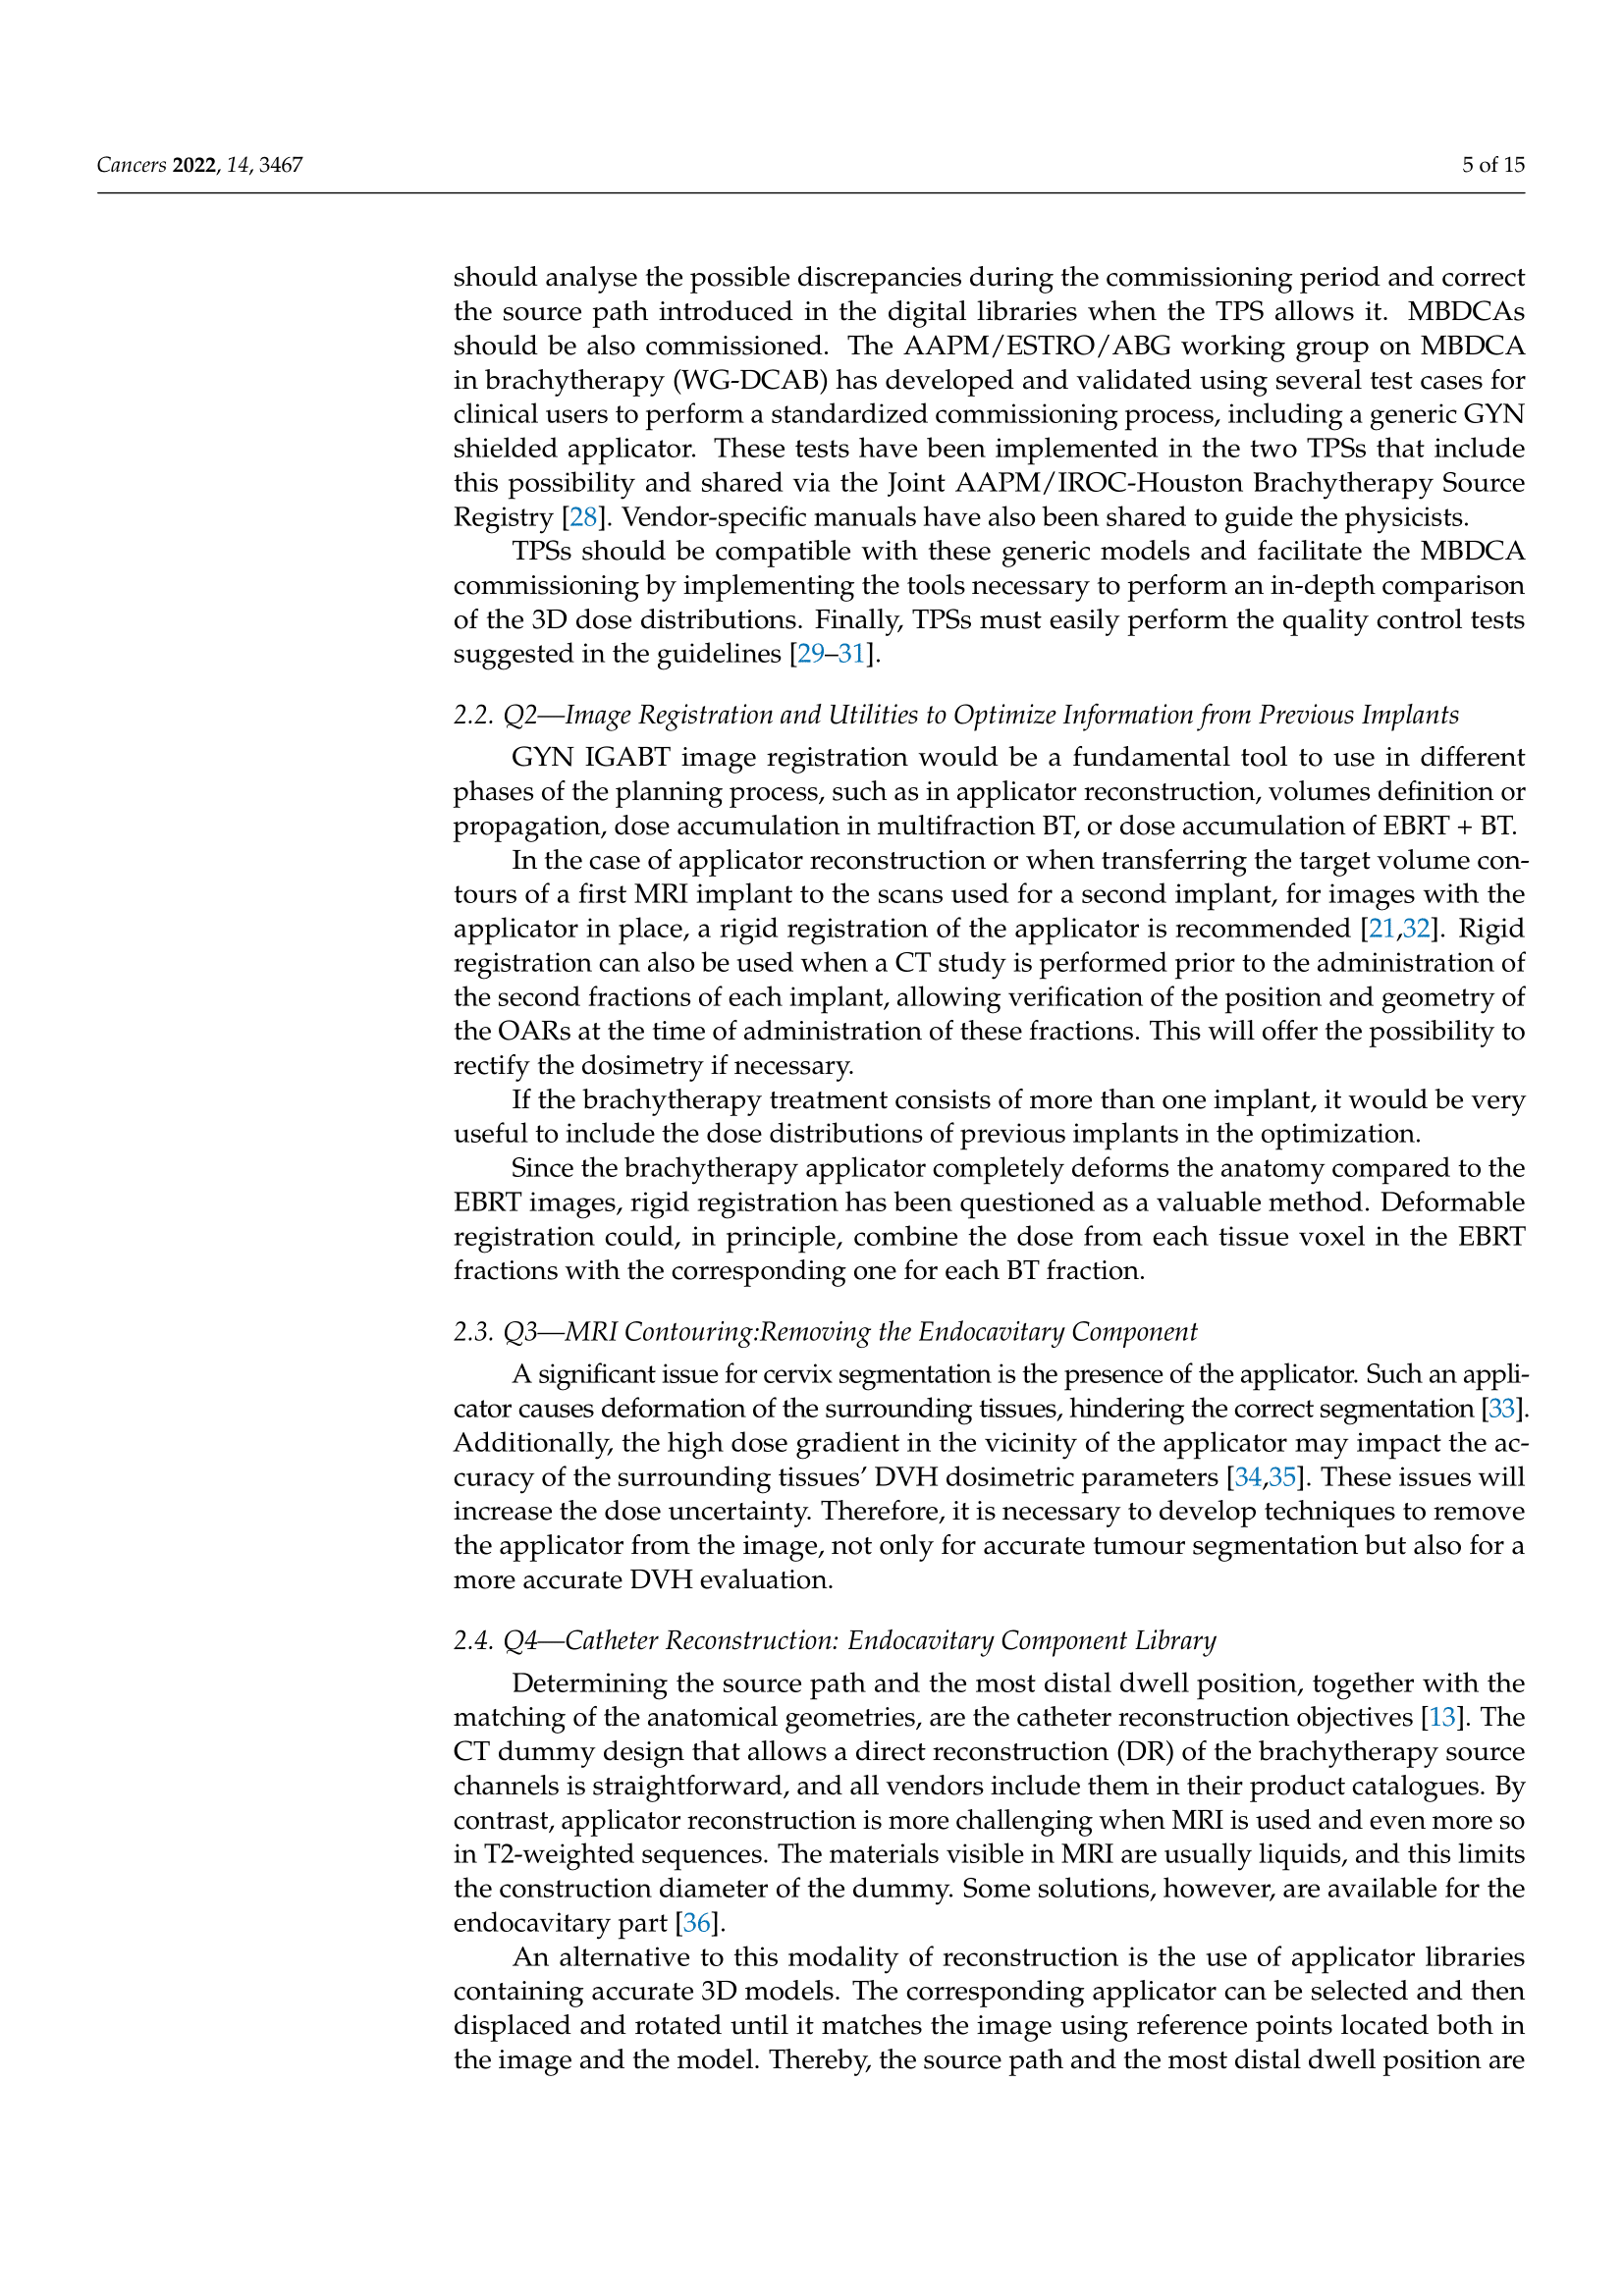 Cancers 2022, 14, 3467
5 of 15
should analyse the possible discrepancies during the commissioning period and correct
the source path introduced in the digital libraries when the TPS allows it. MBDCAs
should be also commissioned. The AAPM/ESTRO/ABG working group on MBDCA
in brachytherapy (WG-DCAB) has developed and validated using several test cases for
clinical users to perform a standardized commissioning process, including a generic GYN
shielded applicator. These tests have been implemented in the two TPSs that include
this possibility and shared via the Joint AAPM/IROC-Houston Brachytherapy Source
Registry [28]. Vendor-specific manuals have also been shared to guide the physicists.
TPSs should be compatible with these generic models and facilitate the MBDCA
commissioning by implementing the tools necessary to perform an in-depth comparison
of the 3D dose distributions. Finally, TPSs must easily perform the quality control tests
suggested in the guidelines [29–31].
2.2. Q2—Image Registration and Utilities to Optimize Information from Previous Implants
GYN IGABT image registration would be a fundamental tool to use in different
phases of the planning process, such as in applicator reconstruction, volumes definition or
propagation, dose accumulation in multifraction BT, or dose accumulation of EBRT + BT.
In the case of applicator reconstruction or when transferring the target volume con-
tours of a first MRI implant to the scans used for a second implant, for images with the
applicator in place, a rigid registration of the applicator is recommended [21,32]. Rigid
registration can also be used when a CT study is performed prior to the administration of
the second fractions of each implant, allowing verification of the position and geometry of
the OARs at the time of administration of these fractions. This will offer the possibility to
rectify the dosimetry if necessary.
If the brachytherapy treatment consists of more than one implant, it would be very
useful to include the dose distributions of previous implants in the optimization.
Since the brachytherapy applicator completely deforms the anatomy compared to the
EBRT images, rigid registration has been questioned as a valuable method. Deformable
registration could, in principle, combine the dose from each tissue voxel in the EBRT
fractions with the corresponding one for each BT fraction.
2.3. Q3—MRI Contouring:Removing the Endocavitary Component
A significant issue for cervix segmentation is the presence of the applicator. Such an appli-
cator causes deformation of the surrounding tissues, hindering the correct segmentation [33].
Additionally, the high dose gradient in the vicinity of the applicator may impact the ac-
curacy of the surrounding tissues’ DVH dosimetric parameters [34,35]. These issues will
increase the dose uncertainty. Therefore, it is necessary to develop techniques to remove
the applicator from the image, not only for accurate tumour segmentation but also for a
more accurate DVH evaluation.
2.4. Q4—Catheter Reconstruction: Endocavitary Component Library
Determining the source path and the most distal dwell position, together with the
matching of the anatomical geometries, are the catheter reconstruction objectives [13]. The
CT dummy design that allows a direct reconstruction (DR) of the brachytherapy source
channels is straightforward, and all vendors include them in their product catalogues. By
contrast, applicator reconstruction is more challenging when MRI is used and even more so
in T2-weighted sequences. The materials visible in MRI are usually liquids, and this limits
the construction diameter of the dummy. Some solutions, however, are available for the
endocavitary part [36].
An alternative to this modality of reconstruction is the use of applicator libraries
containing accurate 3D models. The corresponding applicator can be selected and then
displaced and rotated until it matches the image using reference points located both in
the image and the model. Thereby, the source path and the most distal dwell position are